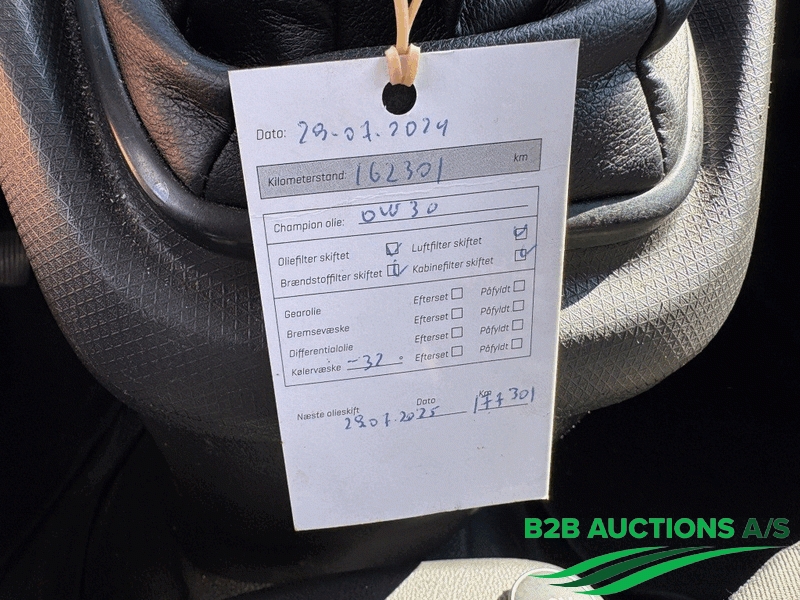 Dato: 29.07.2024
Kilometerstand: 162301 km
Champion olie: 0W30
Oliefilter skiftet Luftfilter skiftet
Brændstoffilter skiftet Kabinefilter skiftet
Gearolie Efterset Påfyldt
Bremsevæske Efterset Påfyldt
Differentialolie Efterset Påfyldt
Kølervæske -32° Efterset Påfyldt
Næste olieskift Dato Km
29.07.2025 177301
B2B AUCTIONS A/S